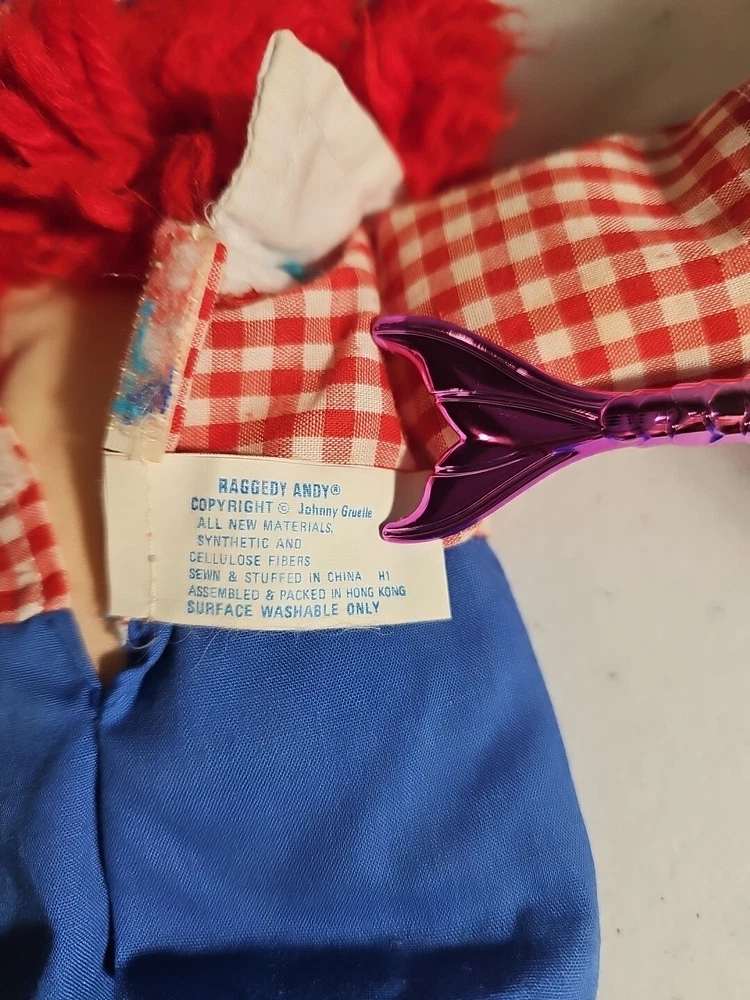 RAGGEDY ANDY®
COPYRIGHT © Johnny Gruelle
ALL NEW MATERIALS,
SYNTHETIC AND
CELLULOSE FIBERS
SEWN & STUFFED IN CHINA H1
ASSEMBLED & PACKED IN HONG KONG
SURFACE WASHABLE ONLY